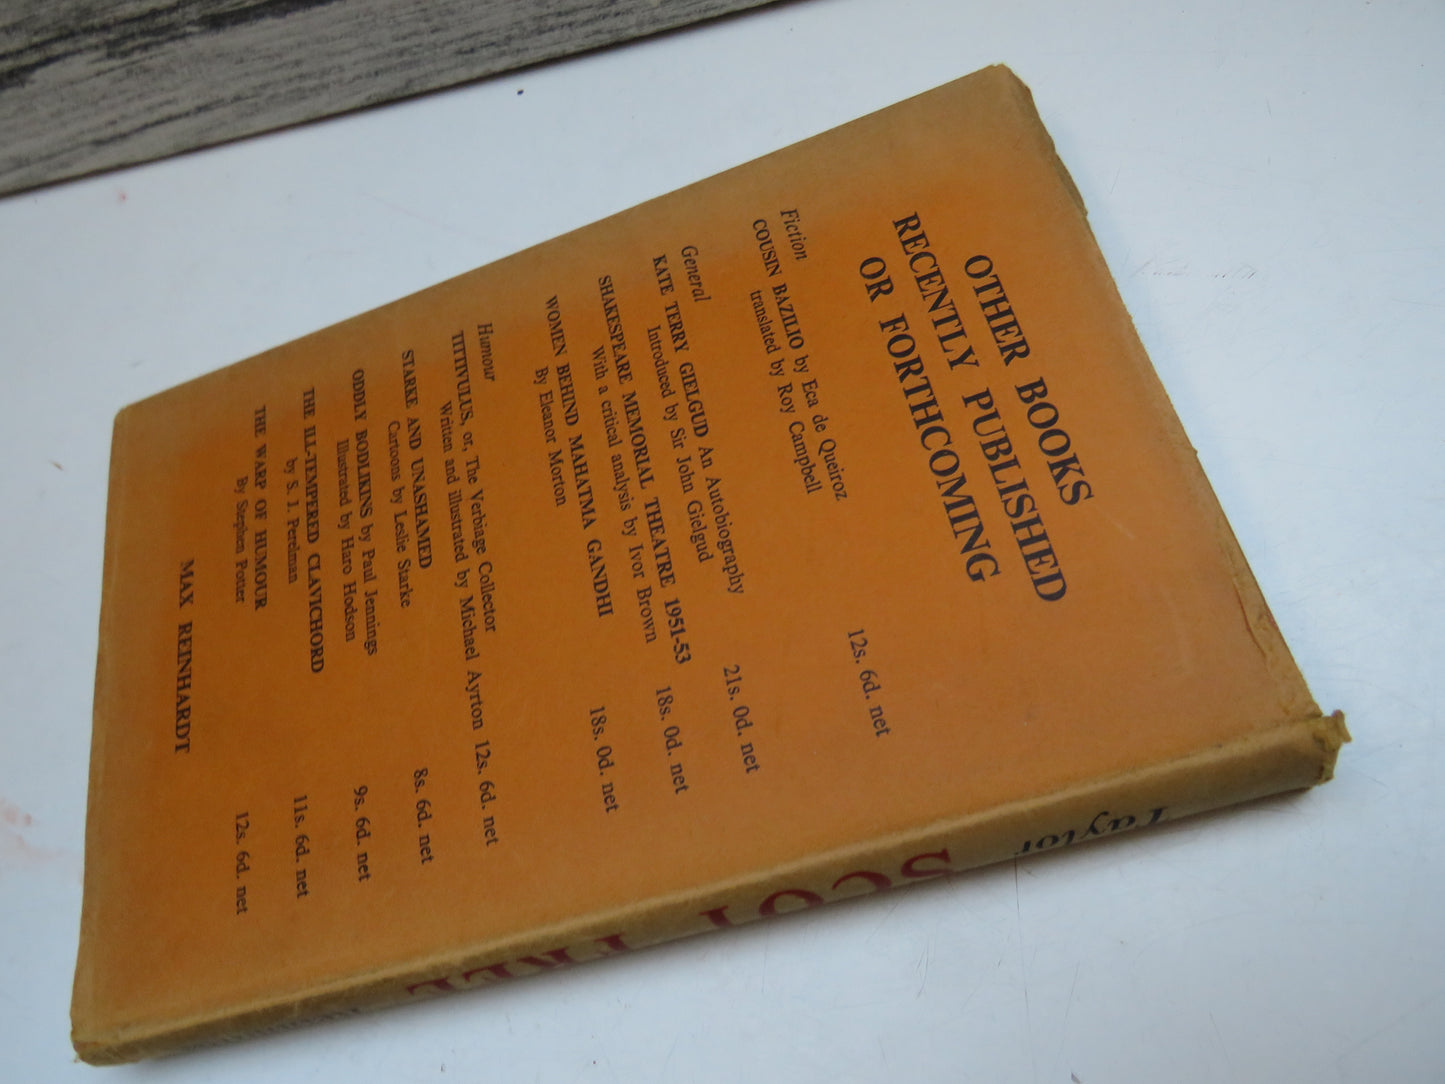 OTHER BOOKS
RECENTLY PUBLISHED
OR FORTHCOMING
Fiction
COUSIN BAZILIO by Eca de Queiroz
translated by Roy Campbell 12s. 6d. net
General
KATE TERRY GIELGUD An Autobiography
Introduced by Sir John Gielgud 21s. 0d. net
SHAKESPEARE MEMORIAL THEATRE 1951-53
With a critical analysis by Ivor Brown 18s. 0d. net
WOMEN BEHIND MAHATMA GANDHI
By Eleanor Morton 18s. 0d. net
Humour
TITIVULUS, or, The Verbiage Collector
Written and illustrated by Michael Ayrton 12s. 6d. net
STARKE AND UNASHAMED
Cartoons by Leslie Starke 8s. 6d. net
ODDLY BODLIKINS by Paul Jennings
Illustrated by Haro Hodson 9s. 6d. net
THE ILL-TEMPERED CLAVICHORD
by S. J. Perelman 11s. 6d. net
THE WARP OF HUMOUR
By Stephen Potter 12s. 6d. net
MAX REINHARDT
Taylor